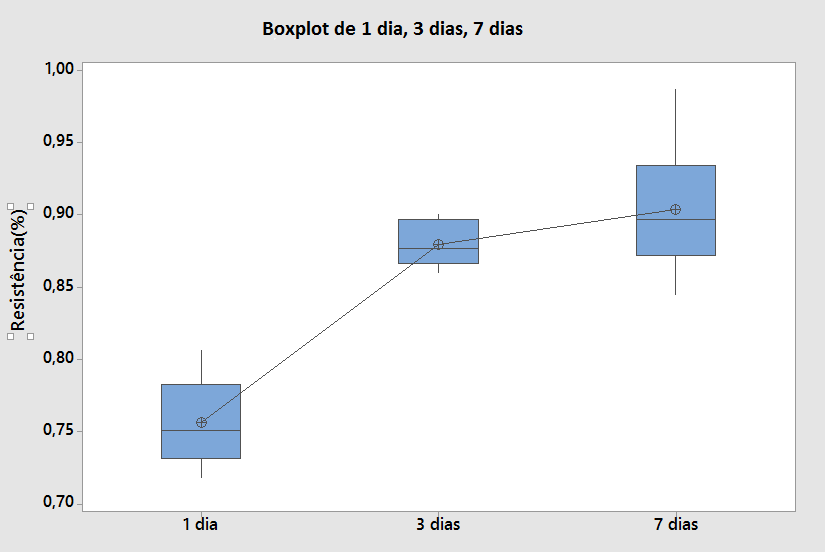 Boxplot de 1 dia, 3 dias, 7 dias
1,00
0,95
0,90
0,85
0,80
0,75
0,70
Resistência(%)
1 dia
3 dias
7 dias